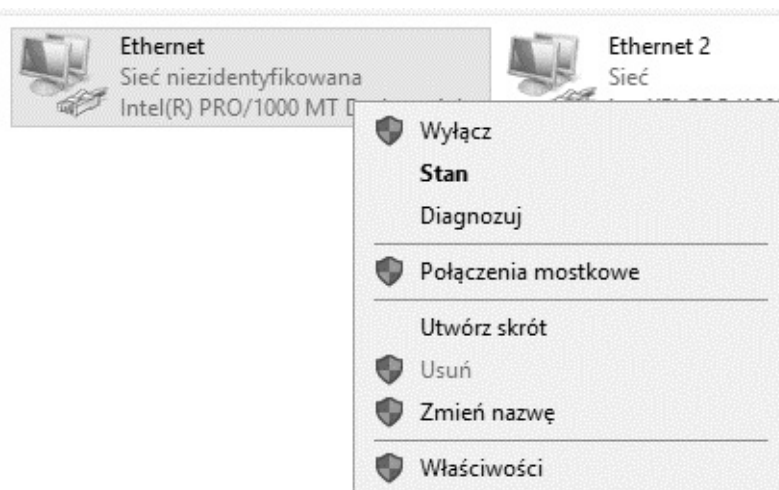 Ethernet
Sieć niezidentyfikowana
Intel(R) PRO/1000 MT
Ethernet 2
Sieć
Wyłącz
Stan
Diagnozuj
Połączenia mostkowe
Utwórz skrót
Usuń
Zmień nazwę
Właściwości